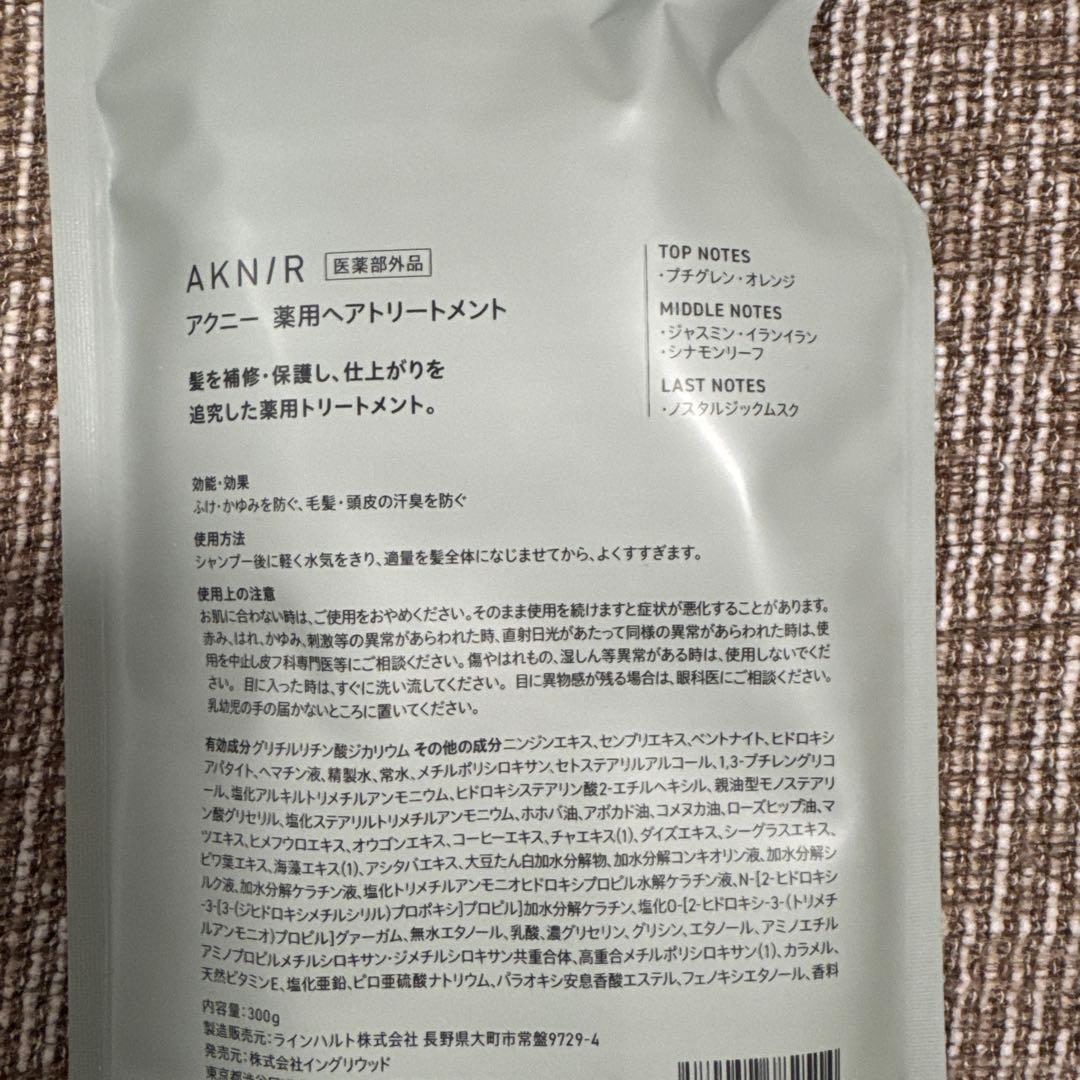 AKN/R 医薬部外品
アクニー 薬用ヘアトリートメント
髪を補修・保護し、仕上がりを
追究した薬用トリートメント。
TOP NOTES
・プチグレン・オレンジ
MIDDLE NOTES
・ジャスミン・イランイラン
・シナモンリーフ
LAST NOTES
・ノスタルジックムスク
効能・効果
ふけ・かゆみを防ぐ、毛髪・頭皮の汗臭を防ぐ
使用方法
シャンプー後に軽く水気をきり、適量を髪全体になじませてから、よくすすぎます。
使用上の注意
お肌に合わない時は、ご使用をおやめください。そのまま使用を続けますと症状が悪化することがあります。
赤み、はれ、かゆみ、刺激等の異常があらわれた時、直射日光があたって同様の異常があらわれた時は、使
用を中止し皮フ科専門医等にご相談ください。傷やはれもの、湿しん等異常がある時は、使用しないでくだ
さい。 目に入った時は、すぐに洗い流してください。 目に異物感が残る場合は、眼科医にご相談ください。
乳幼児の手の届かないところに置いてください。
有効成分グリチルリチン酸ジカリウム その他の成分ニンジンエキス、センブリエキス、ベントナイト、ヒドロキシ
アパタイト、ヘマチン液、精製水、常水、メチルポリシロキサン、セトステアリルアルコール、1,3-ブチレングリコ
ール、塩化アルキルトリメチルアンモニウム、ヒドロキシステアリン酸2-エチルヘキシル、親油型モノステアリ
ン酸グリセリル、塩化ステアリルトリメチルアンモニウム、ホホバ油、アボカド油、コメヌカ油、ローズヒップ油、マ
ツエキス、ヒメフウロエキス、オウゴンエキス、コーヒーエキス、チャエキス(1)、ダイズエキス、シーグラスエキス、
ビワ葉エキス、海藻エキス(1)、アシタバエキス、大豆たん白加水分解物、加水分解コンキオリン液、加水分解シ
ルク液、加水分解ケラチン液、塩化トリメチルアンモニオヒドロキシプロピル加水分解ケラチン液、N-[2-ヒドロキシ
-3-[3-(ジヒドロキシメチルシリル)プロポキシ]プロピル]加水分解ケラチン、塩化O-[2-ヒドロキシ-3-(トリメチ
ルアンモニオ)プロピル]グァーガム、無水エタノール、乳酸、濃グリセリン、グリシン、エタノール、アミノエチル
アミノプロピルメチルシロキサン・ジメチルシロキサン共重合体、高重合メチルポリシロキサン(1)、カラメル、
天然ビタミンE、塩化亜鉛、ピロ亜硫酸ナトリウム、パラオキシ安息香酸エステル、フェノキシエタノール、香料
内容量:300g
製造販売元:ラインハルト株式会社 長野県大町市常盤9729-4
発売元:株式会社イングリウッド
東京都渋谷区